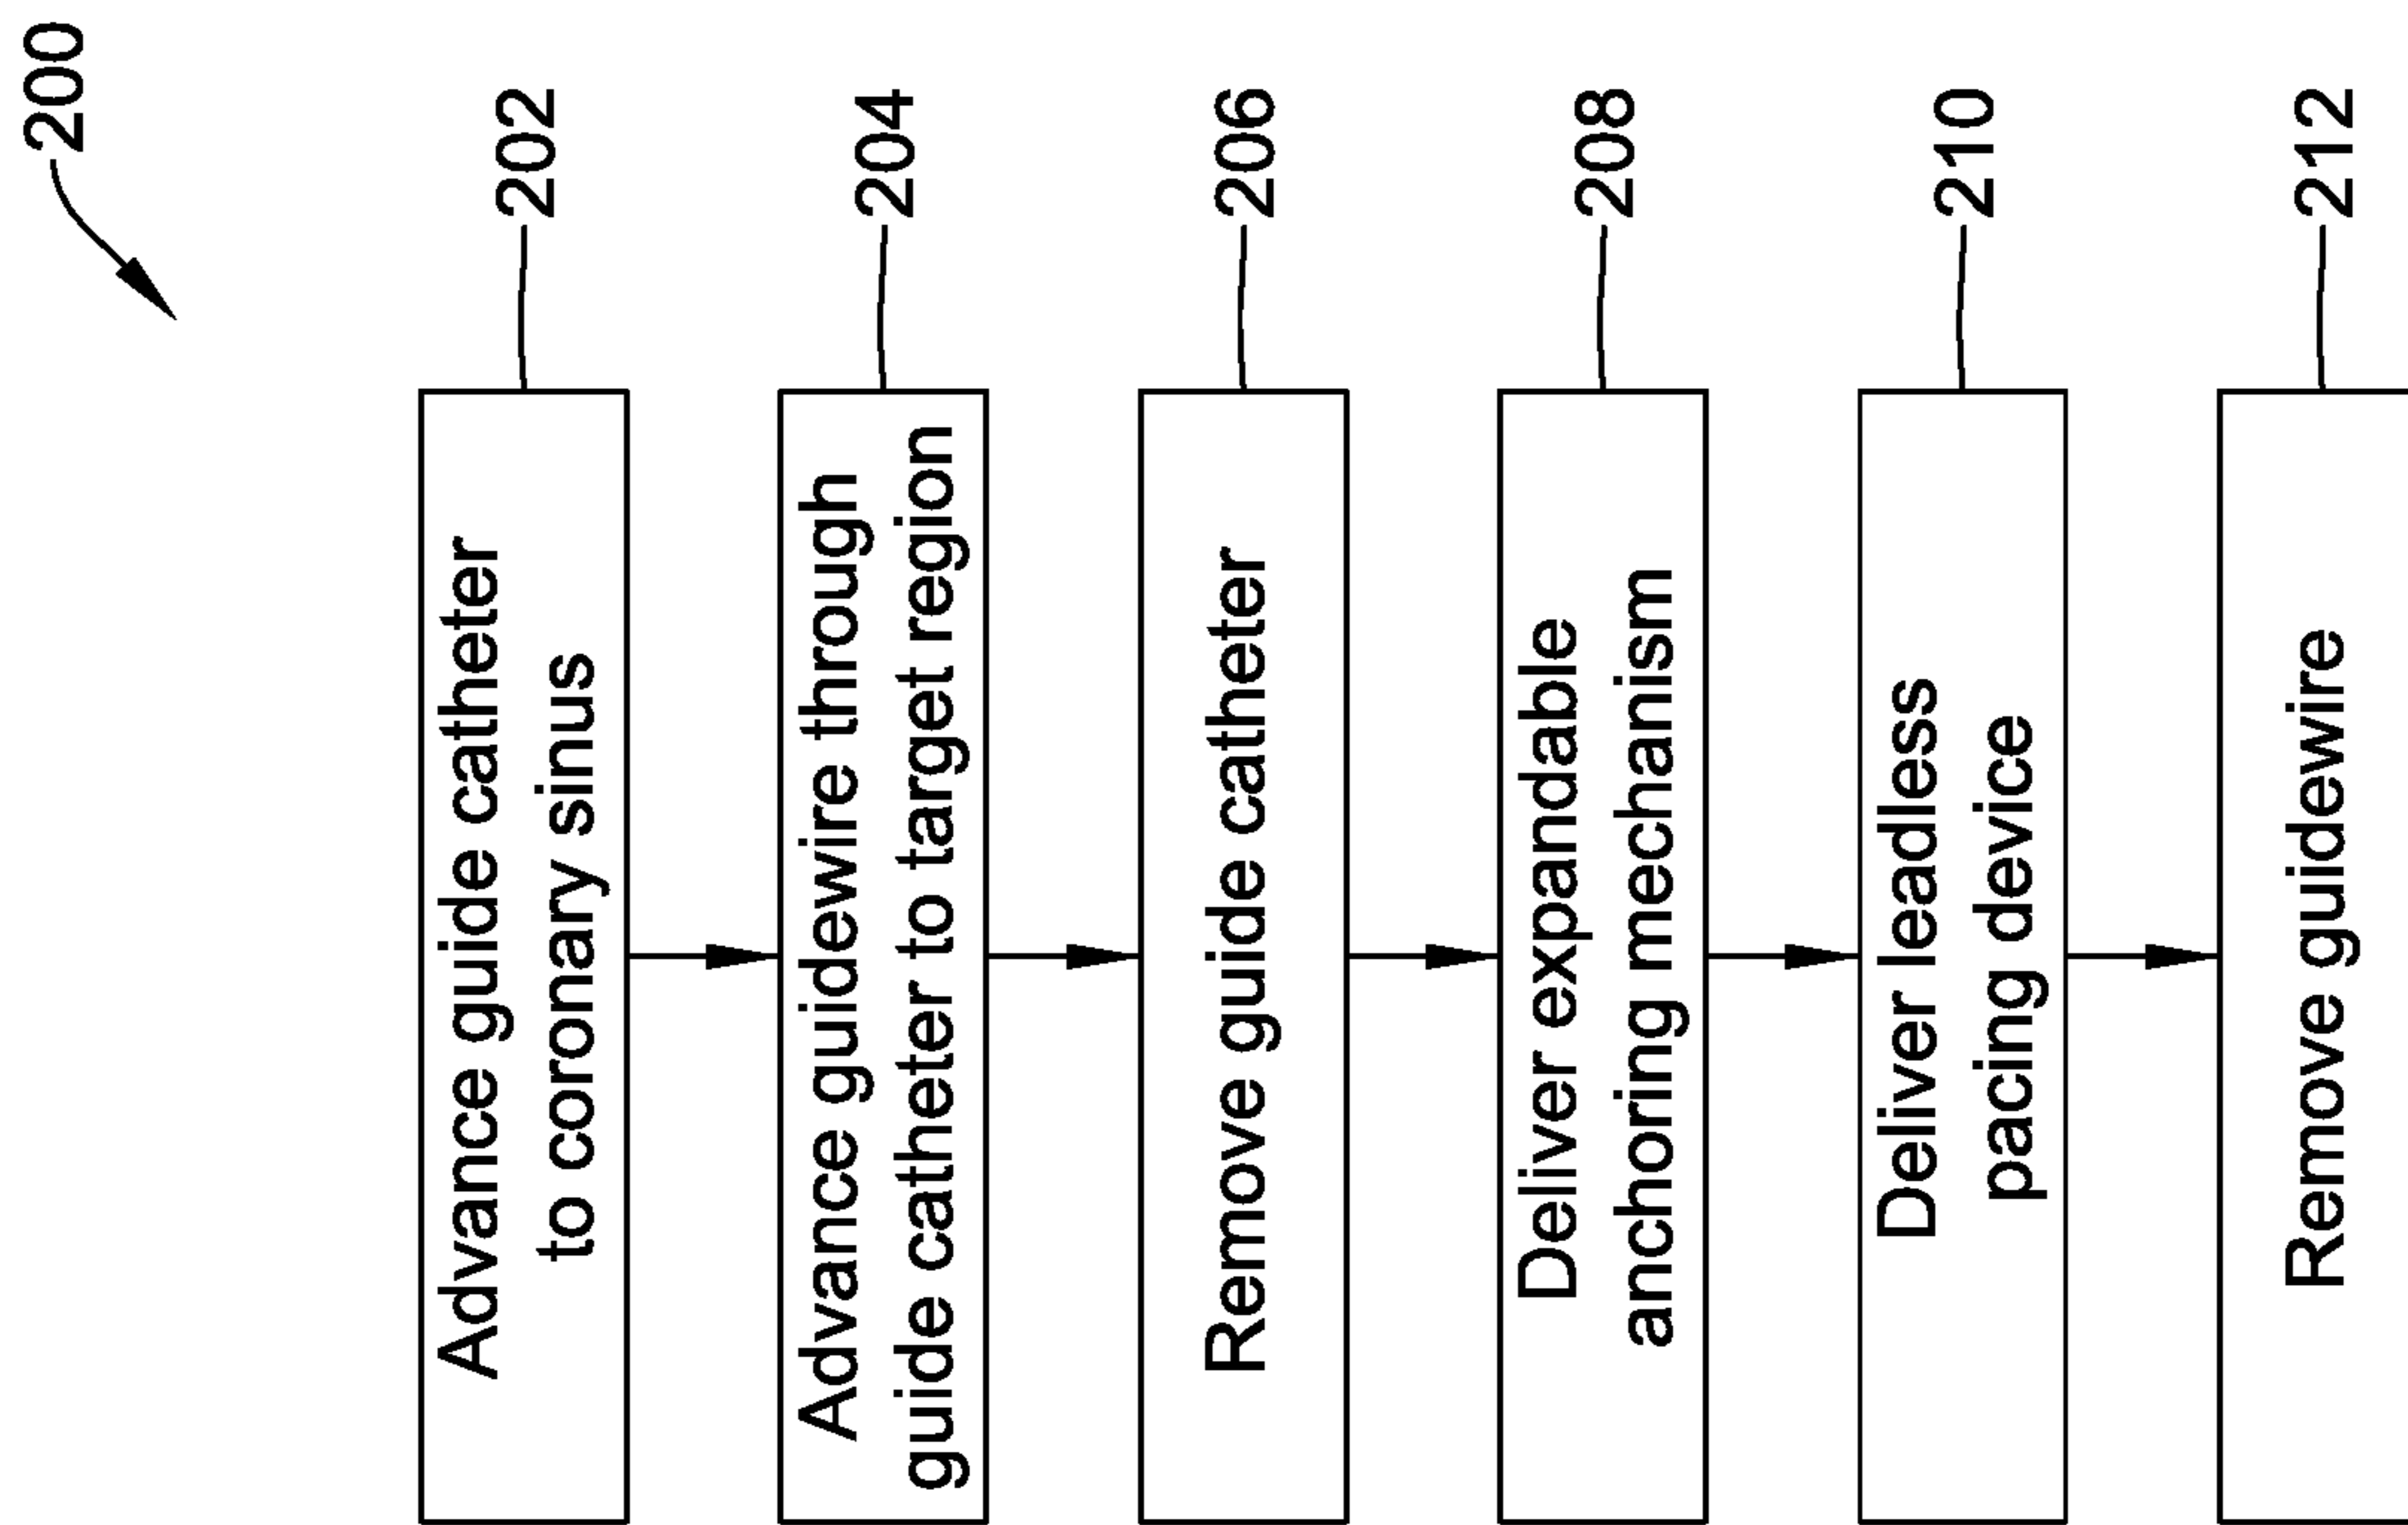 200
Advance guide catheter
to coronary sinus
202
Advance guidewire through
guide catheter to target region
204
Remove guide catheter
206
Deliver expandable
anchoring mechanism
208
Deliver leadless
pacing device
210
Remove guidewire
212